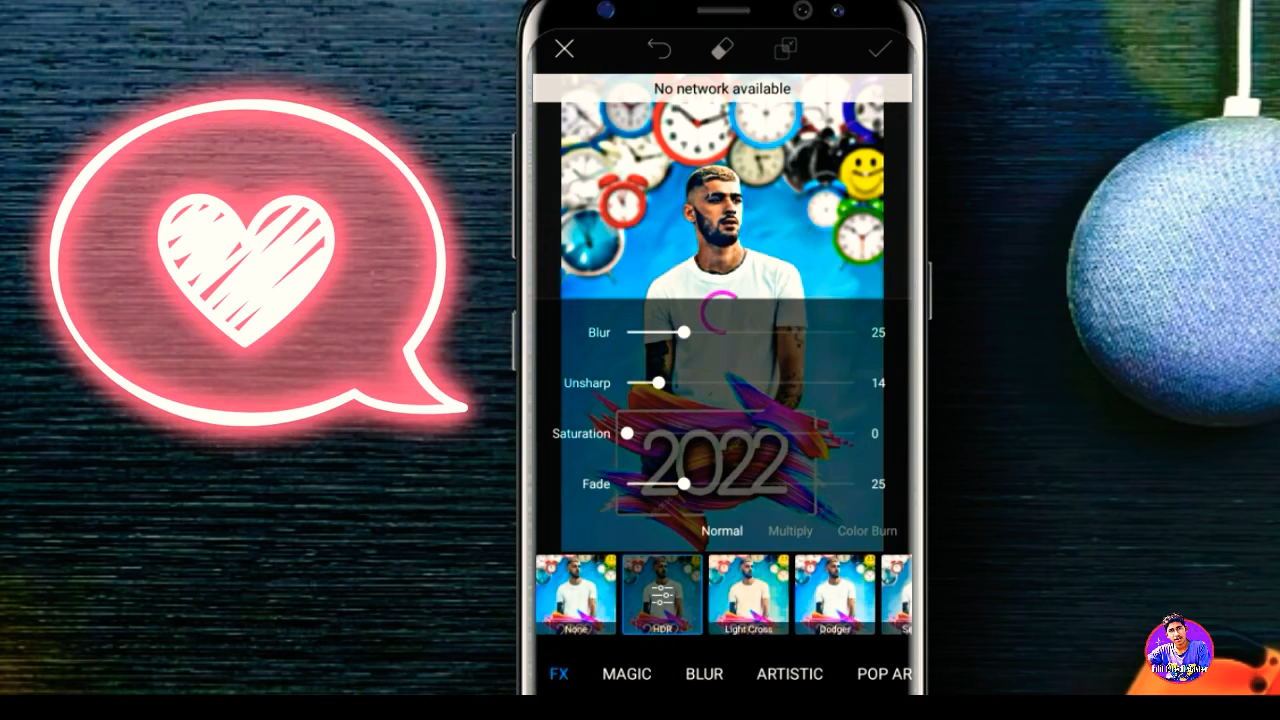 No network available
Blur 25
Unsharp 14
Saturation 0
2022
Fade 25
Normal Multiply Color Burn
None HDR Light Cross Dodger
FX MAGIC BLUR ARTISTIC POP AR